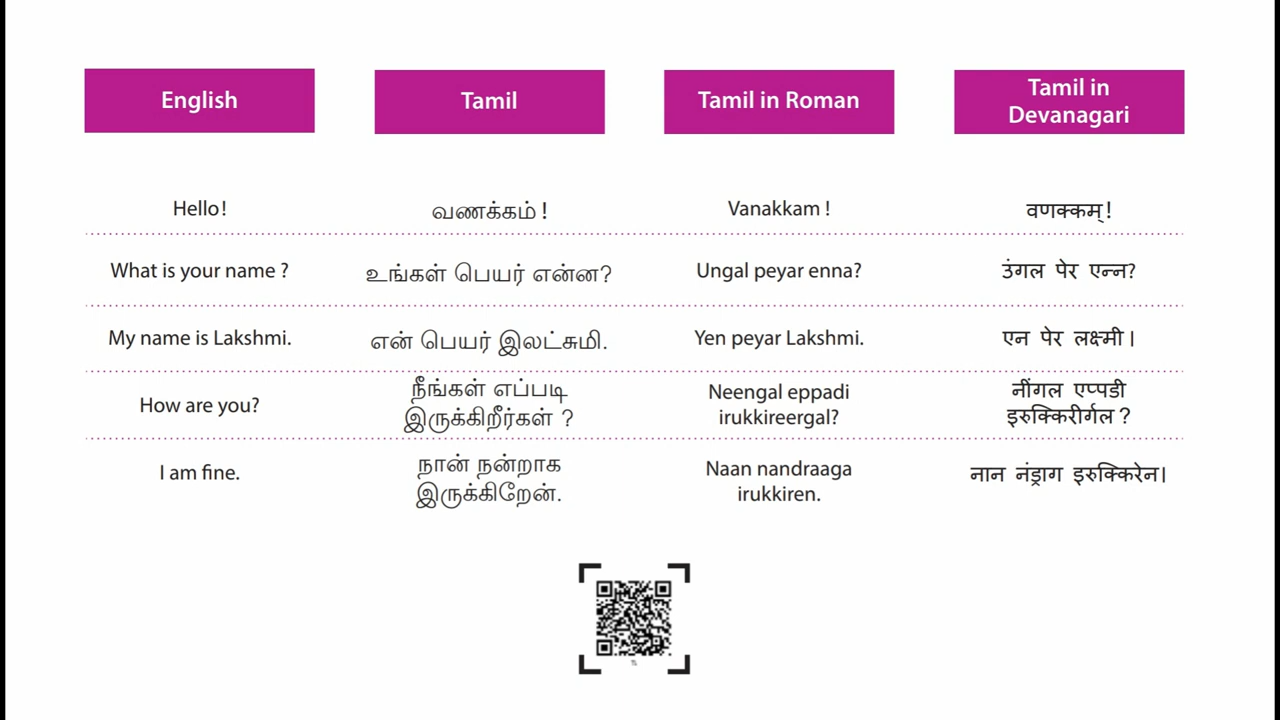 English Tamil Tamil in Roman Tamil in
Devanagari
Hello! வணக்கம் ! Vanakkam ! वणक्कम्!
What is your name ? உங்கள் பெயர் என்ன? Ungal peyar enna? उंगल पेर एन्न?
My name is Lakshmi. என் பெயர் இலட்சுமி. Yen peyar Lakshmi. एन पेर लक्ष्मी।
How are you? நீங்கள் எப்படி Neengal eppadi नींगल एप्पडी
இருக்கிறீர்கள் ? irukkireergal? इरुक्किरीर्गल ?
I am fine. நான் நன்றாக Naan nandraaga नान नंड्राग इरुक्किरेन।
இருக்கிறேன். irukkiren.